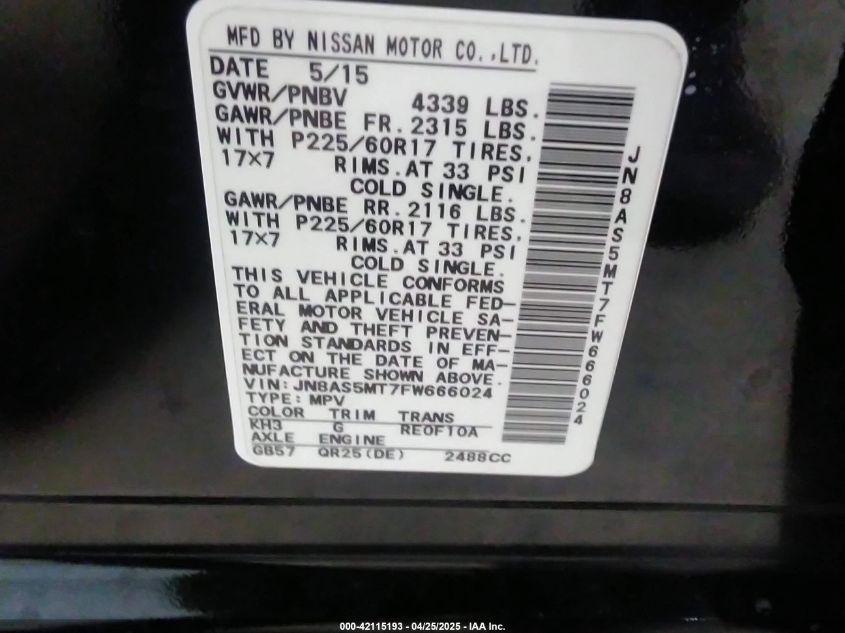 MFD BY NISSAN MOTOR CO.,LTD.
DATE 5/15
GVWR/PNBV 4339 LBS.
GAWR/PNBE FR. 2315 LBS.
WITH P225/60R17 TIRES,
17×7 RIMS.AT 33 PSI
COLD SINGLE.
GAWR/PNBE RR. 2116 LBS.
WITH P225/60R17 TIRES,
17×7 RIMS.AT 33 PSI
COLD SINGLE.
THIS VEHICLE CONFORMS
TO ALL APPLICABLE FED-
ERAL MOTOR VEHICLE SA-
FETY AND THEFT PREVEN-
TION STANDARDS IN EFF-
ECT ON THE DATE OF MA-
NUFACTURE SHOWN ABOVE.
VIN: JN8AS5MT7FW666024
TYPE: MPV
COLOR TRIM TRANS
KH3 G RE0F10A
AXLE ENGINE
GB57 QR25(DE) 2488CC
JN8AS5MT7FW666024
000-42115193 - 04/25/2025 - IAA Inc.